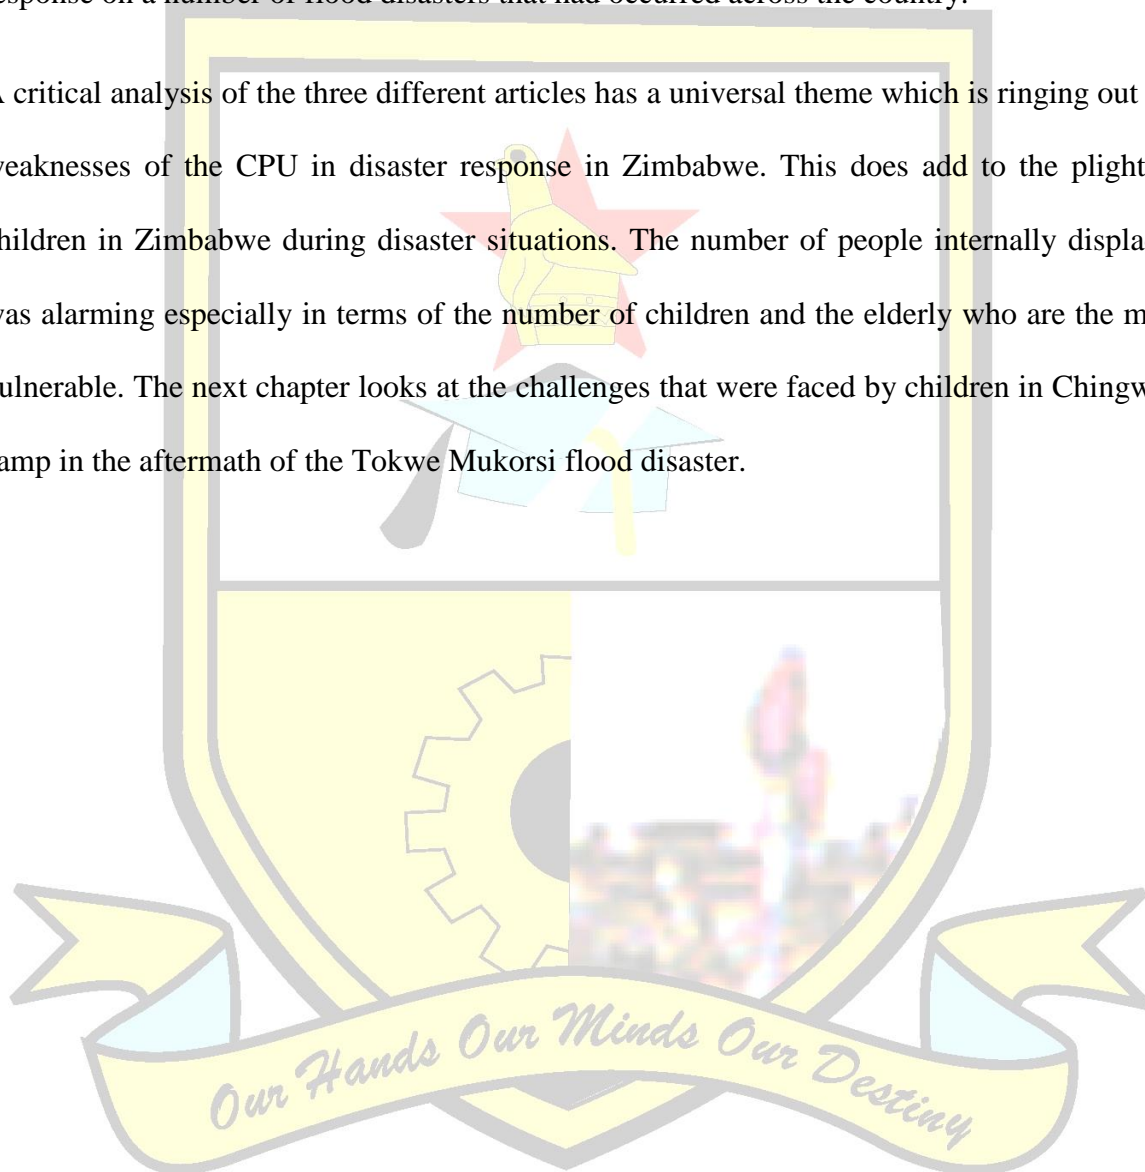 esponse on a number of flood disasters that had occurred across the country.
A critical analysis of the three different articles has a universal theme which is ringing out
weaknesses of the CPU in disaster response in Zimbabwe. This does add to the plight
hildren in Zimbabwe during disaster situations. The number of people internally displa
was alarming especially in terms of the number of children and the elderly who are the m
ulnerable. The next chapter looks at the challenges that were faced by children in Chingw
amp in the aftermath of the Tokwe Mukorsi flood disaster.
Our Hands Our Minds Our Destiny